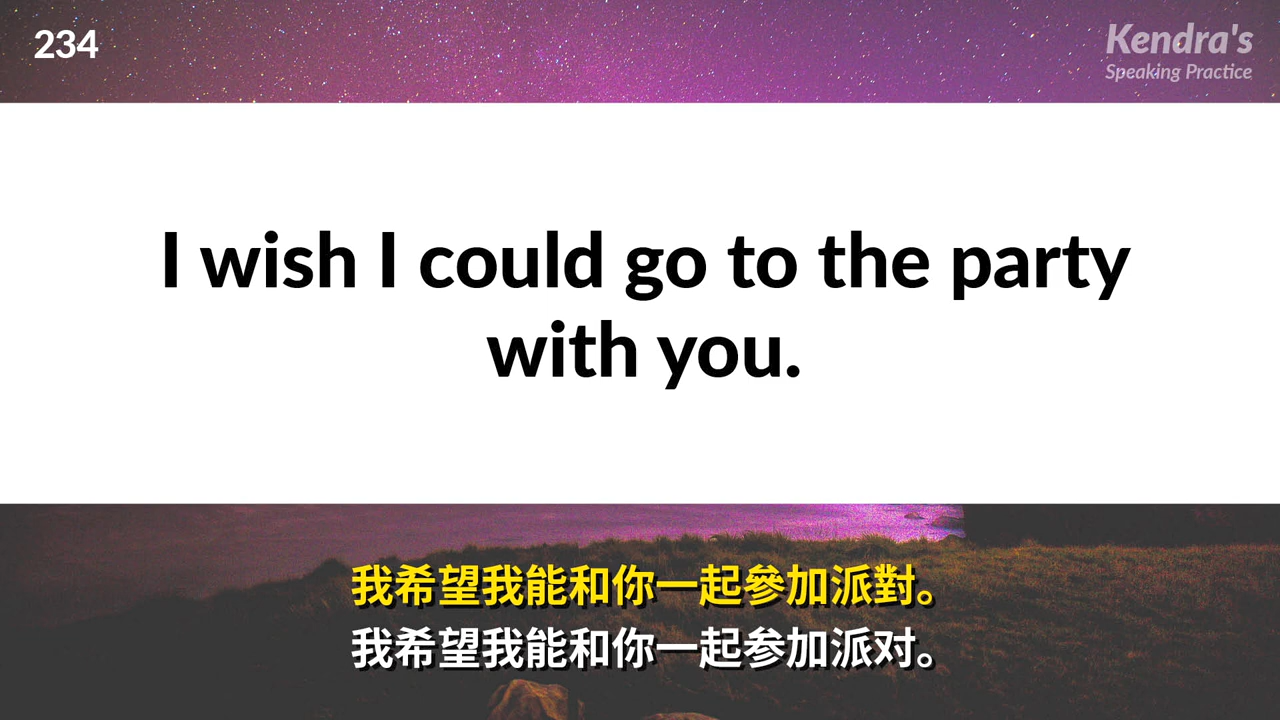 234
Kendra's
Speaking Practice
I wish I could go to the party
with you.
我希望我能和你一起參加派對。
我希望我能和你一起参加派对。